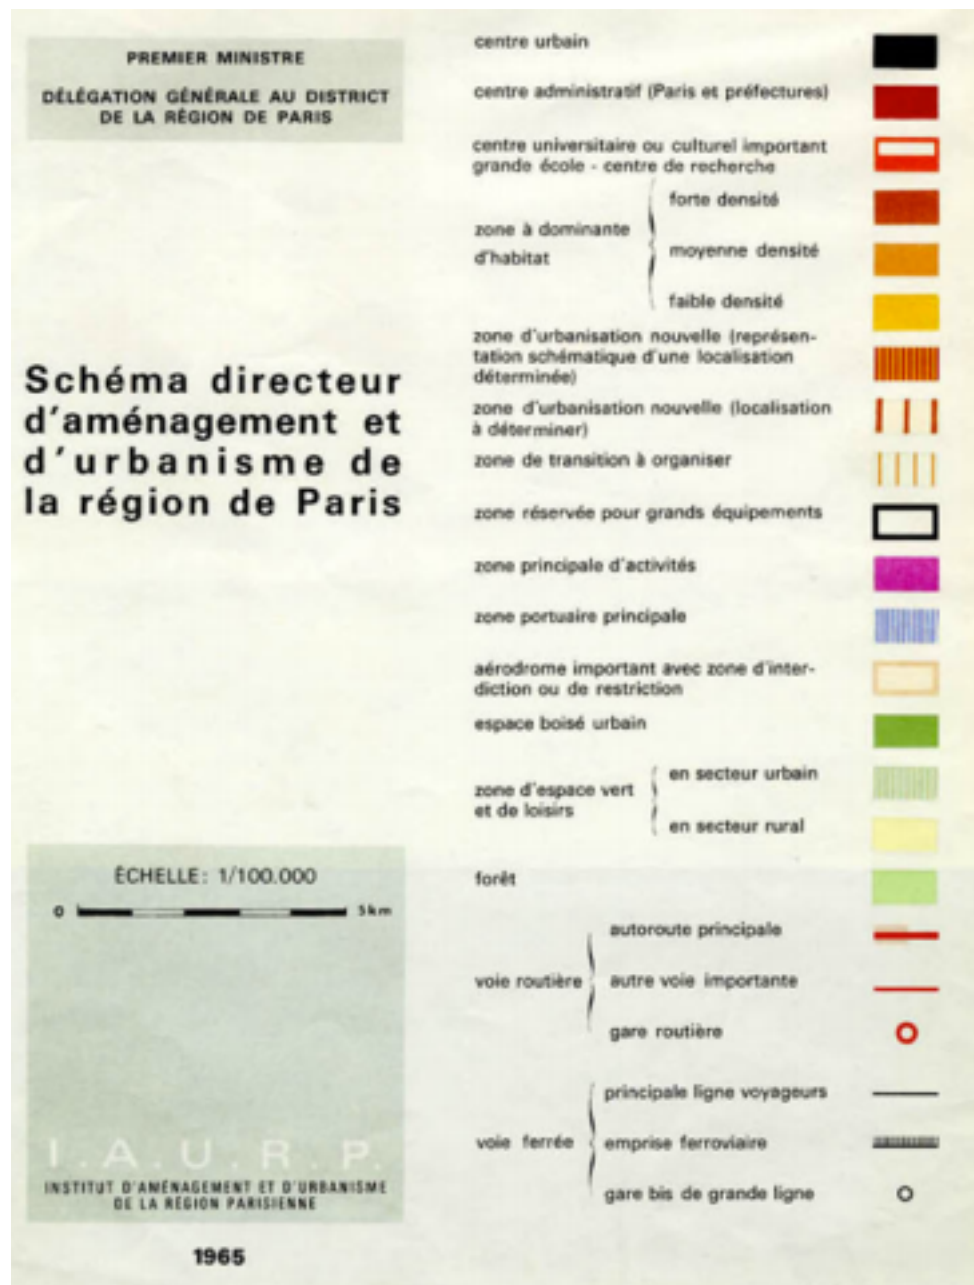 PREMIER MINISTRE
DÉLÉGATION GÉNÉRALE AU DISTRICT
DE LA RÉGION DE PARIS
Schéma directeur
d'aménagement et
d'urbanisme de
la région de Paris
ÉCHELLE: 1/100.000
0 5km
I.A.U.R.P.
INSTITUT D'AMÉNAGEMENT ET D'URBANISME
DE LA RÉGION PARISIENNE
1965
centre urbain
centre administratif (Paris et préfectures)
centre universitaire ou culturel important
grande école - centre de recherche
zone à dominante
d'habitat
forte densité
moyenne densité
faible densité
zone d'urbanisation nouvelle (représen-
tation schématique d'une localisation
déterminée)
zone d'urbanisation nouvelle (localisation
à déterminer)
zone de transition à organiser
zone réservée pour grands équipements
zone principale d'activités
zone portuaire principale
aérodrome important avec zone d'inter-
diction ou de restriction
espace boisé urbain
zone d'espace vert
et de loisirs
en secteur urbain
en secteur rural
forêt
voie routière
autoroute principale
autre voie importante
gare routière
voie ferrée
principale ligne voyageurs
emprise ferroviaire
gare bis de grande ligne